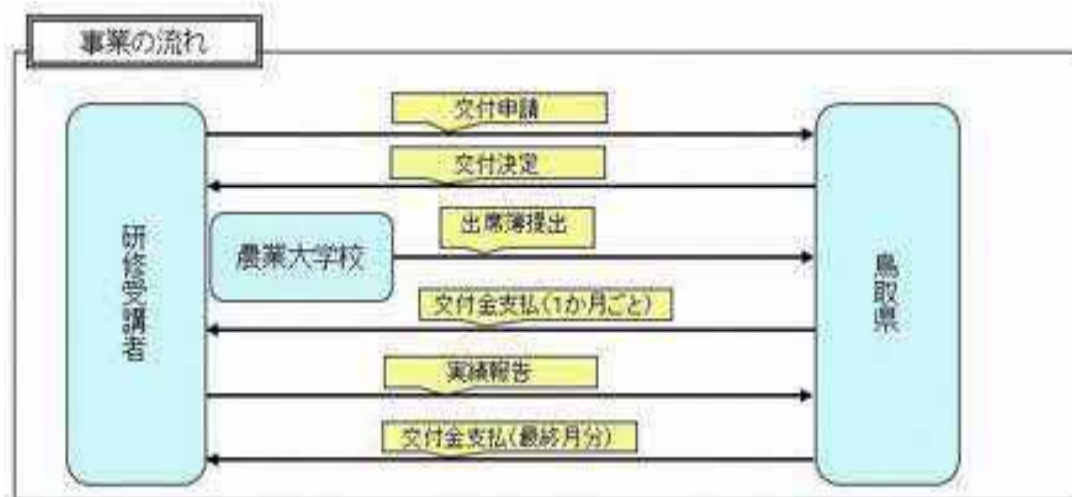 事業の流れ
交付申請
交付決定
出席簿提出
農業大学校
研修受講者
鳥取県
交付金支払(1か月ごと)
実績報告
交付金支払(最終月分)